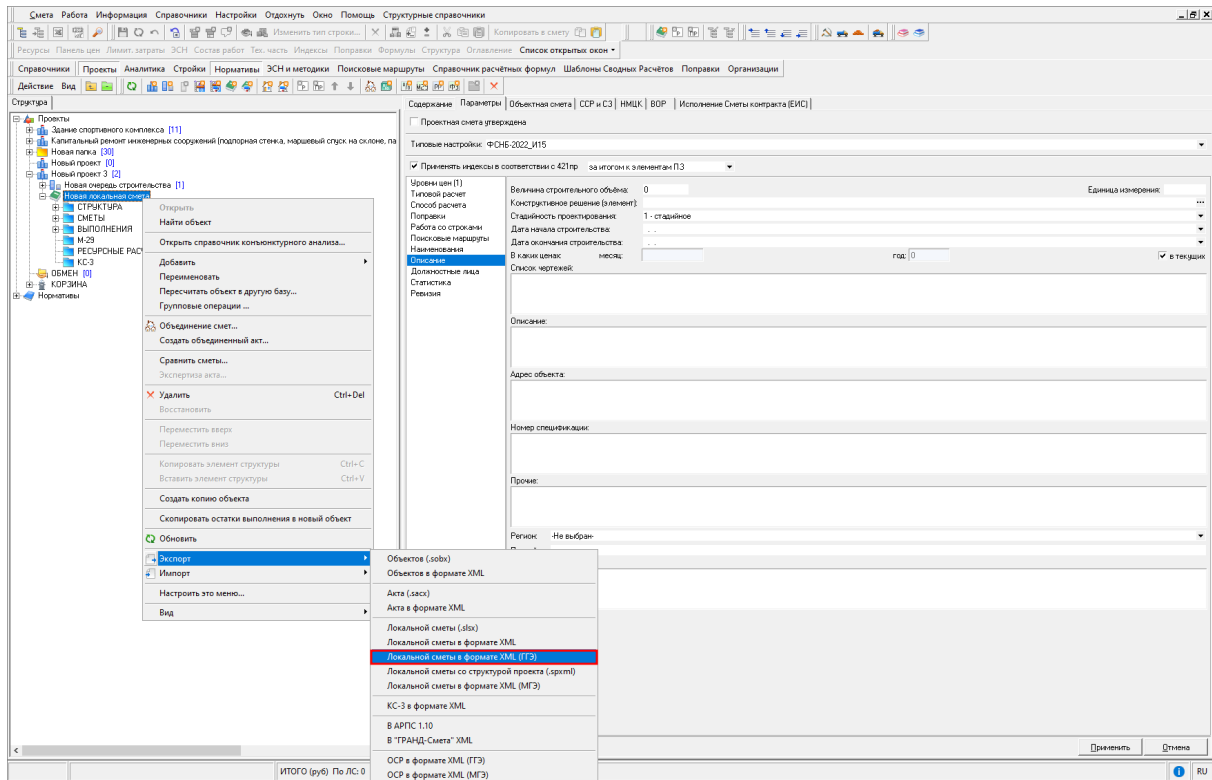 Смета Работа Информация Справочники Настройки Отдохнуть Окно Помощь Структурные справочники
Изменить тип строки... Копировать в смету
Ресурсы Панель цен Лимит. затраты ЭСН Состав работ Тех. часть Индексы Поправки Формулы Структура Оглавление Список открытых окон
Справочники Проекты Аналитика Стройки Нормативы ЭСН и методики Поисковые маршруты Справочник расчётных формул Шаблоны Сводных Расчётов Поправки Организации
Действие Вид
Структура
Проекты
Здание спортивного комплекса [11]
Капитальный ремонт инженерных сооружений (подпорная стенка, маршевый спуск на склоне, па
Новая папка [30]
Новый проект [0]
Новый проект 3 [2]
Новая очередь строительства [1]
Новая локальная смета
СТРУКТУРА
СМЕТЫ
ВЫПОЛНЕНИЯ
М-29
РЕСУРСНЫЕ РАС
КС-3
ОБМЕН [0]
КОРЗИНА
Нормативы
Открыть
Найти объект
Открыть справочник конъюнктурного анализа...
Добавить
Переименовать
Пересчитать объект в другую базу...
Групповые операции ...
Объединение смет...
Создать объединенный акт...
Сравнить сметы...
Экспертиза акта...
Удалить Ctrl+Del
Восстановить
Переместить вверх
Переместить вниз
Копировать элемент структуры Ctrl+C
Вставить элемент структуры Ctrl+V
Создать копию объекта
Скопировать остатки выполнения в новый объект
Обновить
Экспорт
Импорт
Настроить это меню...
Вид
Объектов (.sobx)
Объектов в формате XML
Акта (.sacx)
Акта в формате XML
Локальной сметы (.slsx)
Локальной сметы в формате XML
Локальной сметы в формате XML (ГГЭ)
Локальной сметы со структурой проекта (.spxml)
Локальной сметы в формате XML (МГЭ)
КС-3 в формате XML
В АРПС 1.10
В "ГРАНД-Смета" XML
ОСР в формате XML (ГГЭ)
ОСР в формате XML (МГЭ)
Содержание Параметры Объектная смета ССР и СЗ НМЦК ВОР Исполнение Сметы контракта (ЕИС)
Проектная смета утверждена
Типовые настройки: ФСНБ-2022_И15
Применять индексы в соответствии с 421пр за итогом к элементам ПЗ
Уровни цен (1)
Типовой расчет
Способ расчета
Поправки
Работа со строками
Поисковые маршруты
Наименования
Описание
Должностные лица
Статистика
Ревизия
Величина строительного объёма: 0 Единица измерения:
Конструктивное решение (элемент): ...
Стадийность проектирования: 1 - стадийное
Дата начала строительства: . .
Дата окончания строительства: . .
В каких ценах: месяц: год: 0 в текущих
Список чертежей:
Описание:
Адрес объекта:
Номер спецификации:
Прочие:
Регион: -Не выбран-
Применить Отмена
ИТОГО (руб) По ЛС: 0 RU